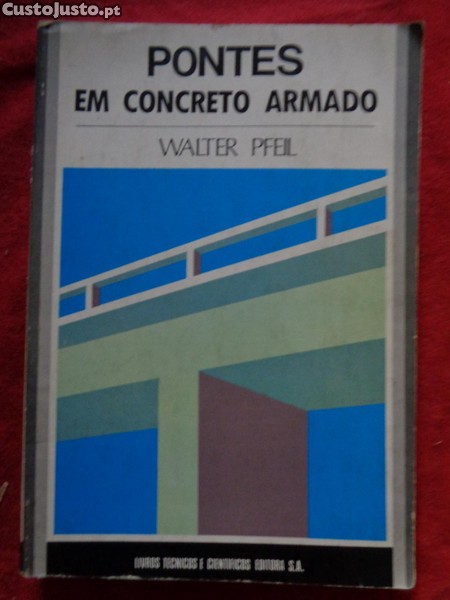 CustoJusto.pt
PONTES
EM CONCRETO ARMADO
WALTER PFEIL
LIVROS TÉCNICOS E CIENTÍFICOS EDITORA S.A.